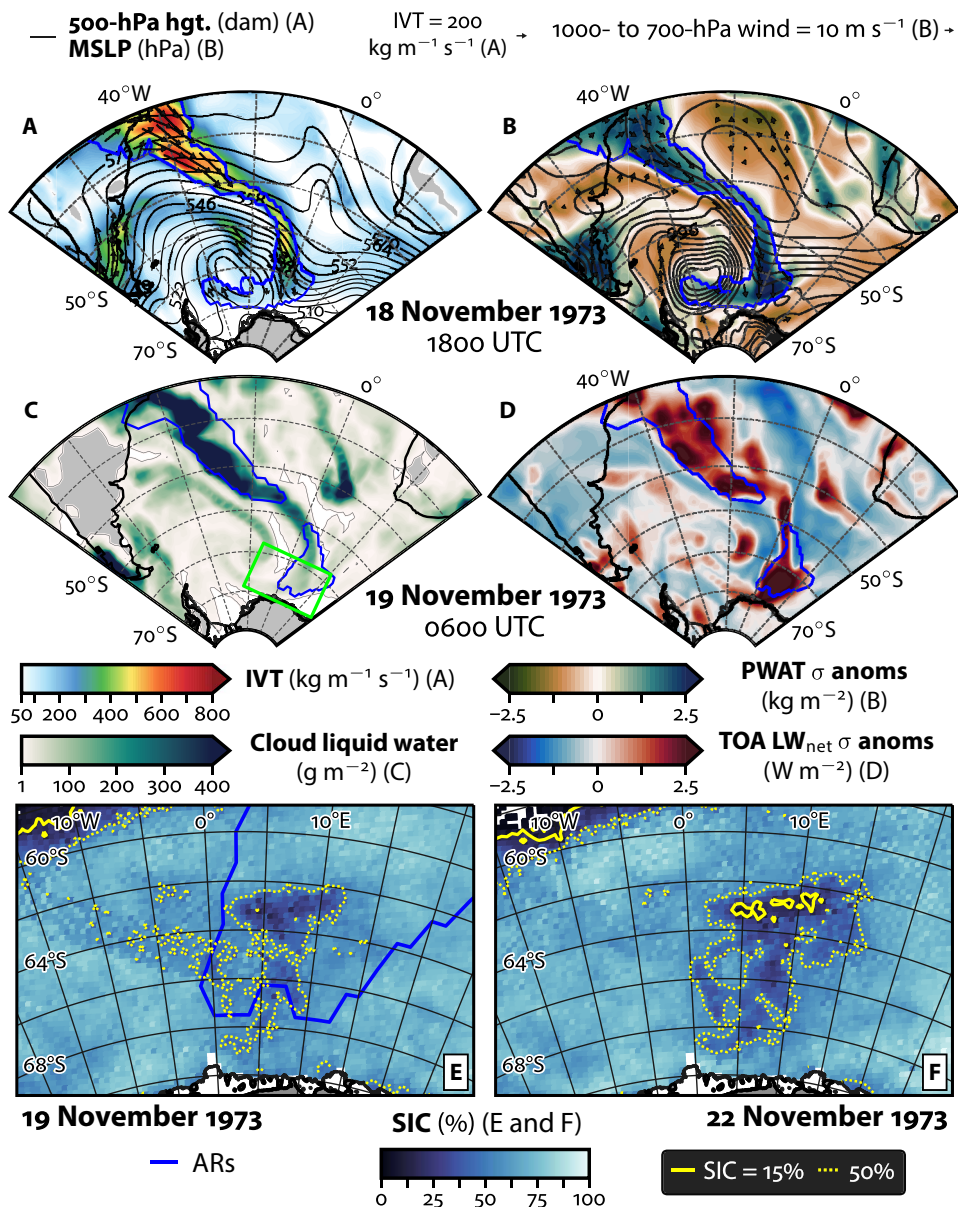 500-hPa hgt. (dam) (A)
MSLP (hPa) (B)
IVT = 200
kg m⁻¹ s⁻¹ (A)
1000- to 700-hPa wind = 10 m s⁻¹ (B)
A
40°W
0°
546
558
564
552
510
522
50°S
70°S
B
40°W
0°
996
50°S
70°S
18 November 1973
1800 UTC
C
40°W
0°
50°S
70°S
D
40°W
0°
50°S
70°S
19 November 1973
0600 UTC
IVT (kg m⁻¹ s⁻¹) (A)
50 200 400 600 800
PWAT σ anoms
(kg m⁻²) (B)
−2.5 0 2.5
Cloud liquid water
(g m⁻²) (C)
1 100 200 300 400
TOA LWnet σ anoms
(W m⁻²) (D)
−2.5 0 2.5
10°W 0° 10°E
60°S
64°S
68°S
E
10°W 0° 10°E
60°S
64°S
68°S
F
19 November 1973
SIC (%) (E and F)
22 November 1973
ARs
0 25 50 75 100
SIC = 15% 50%